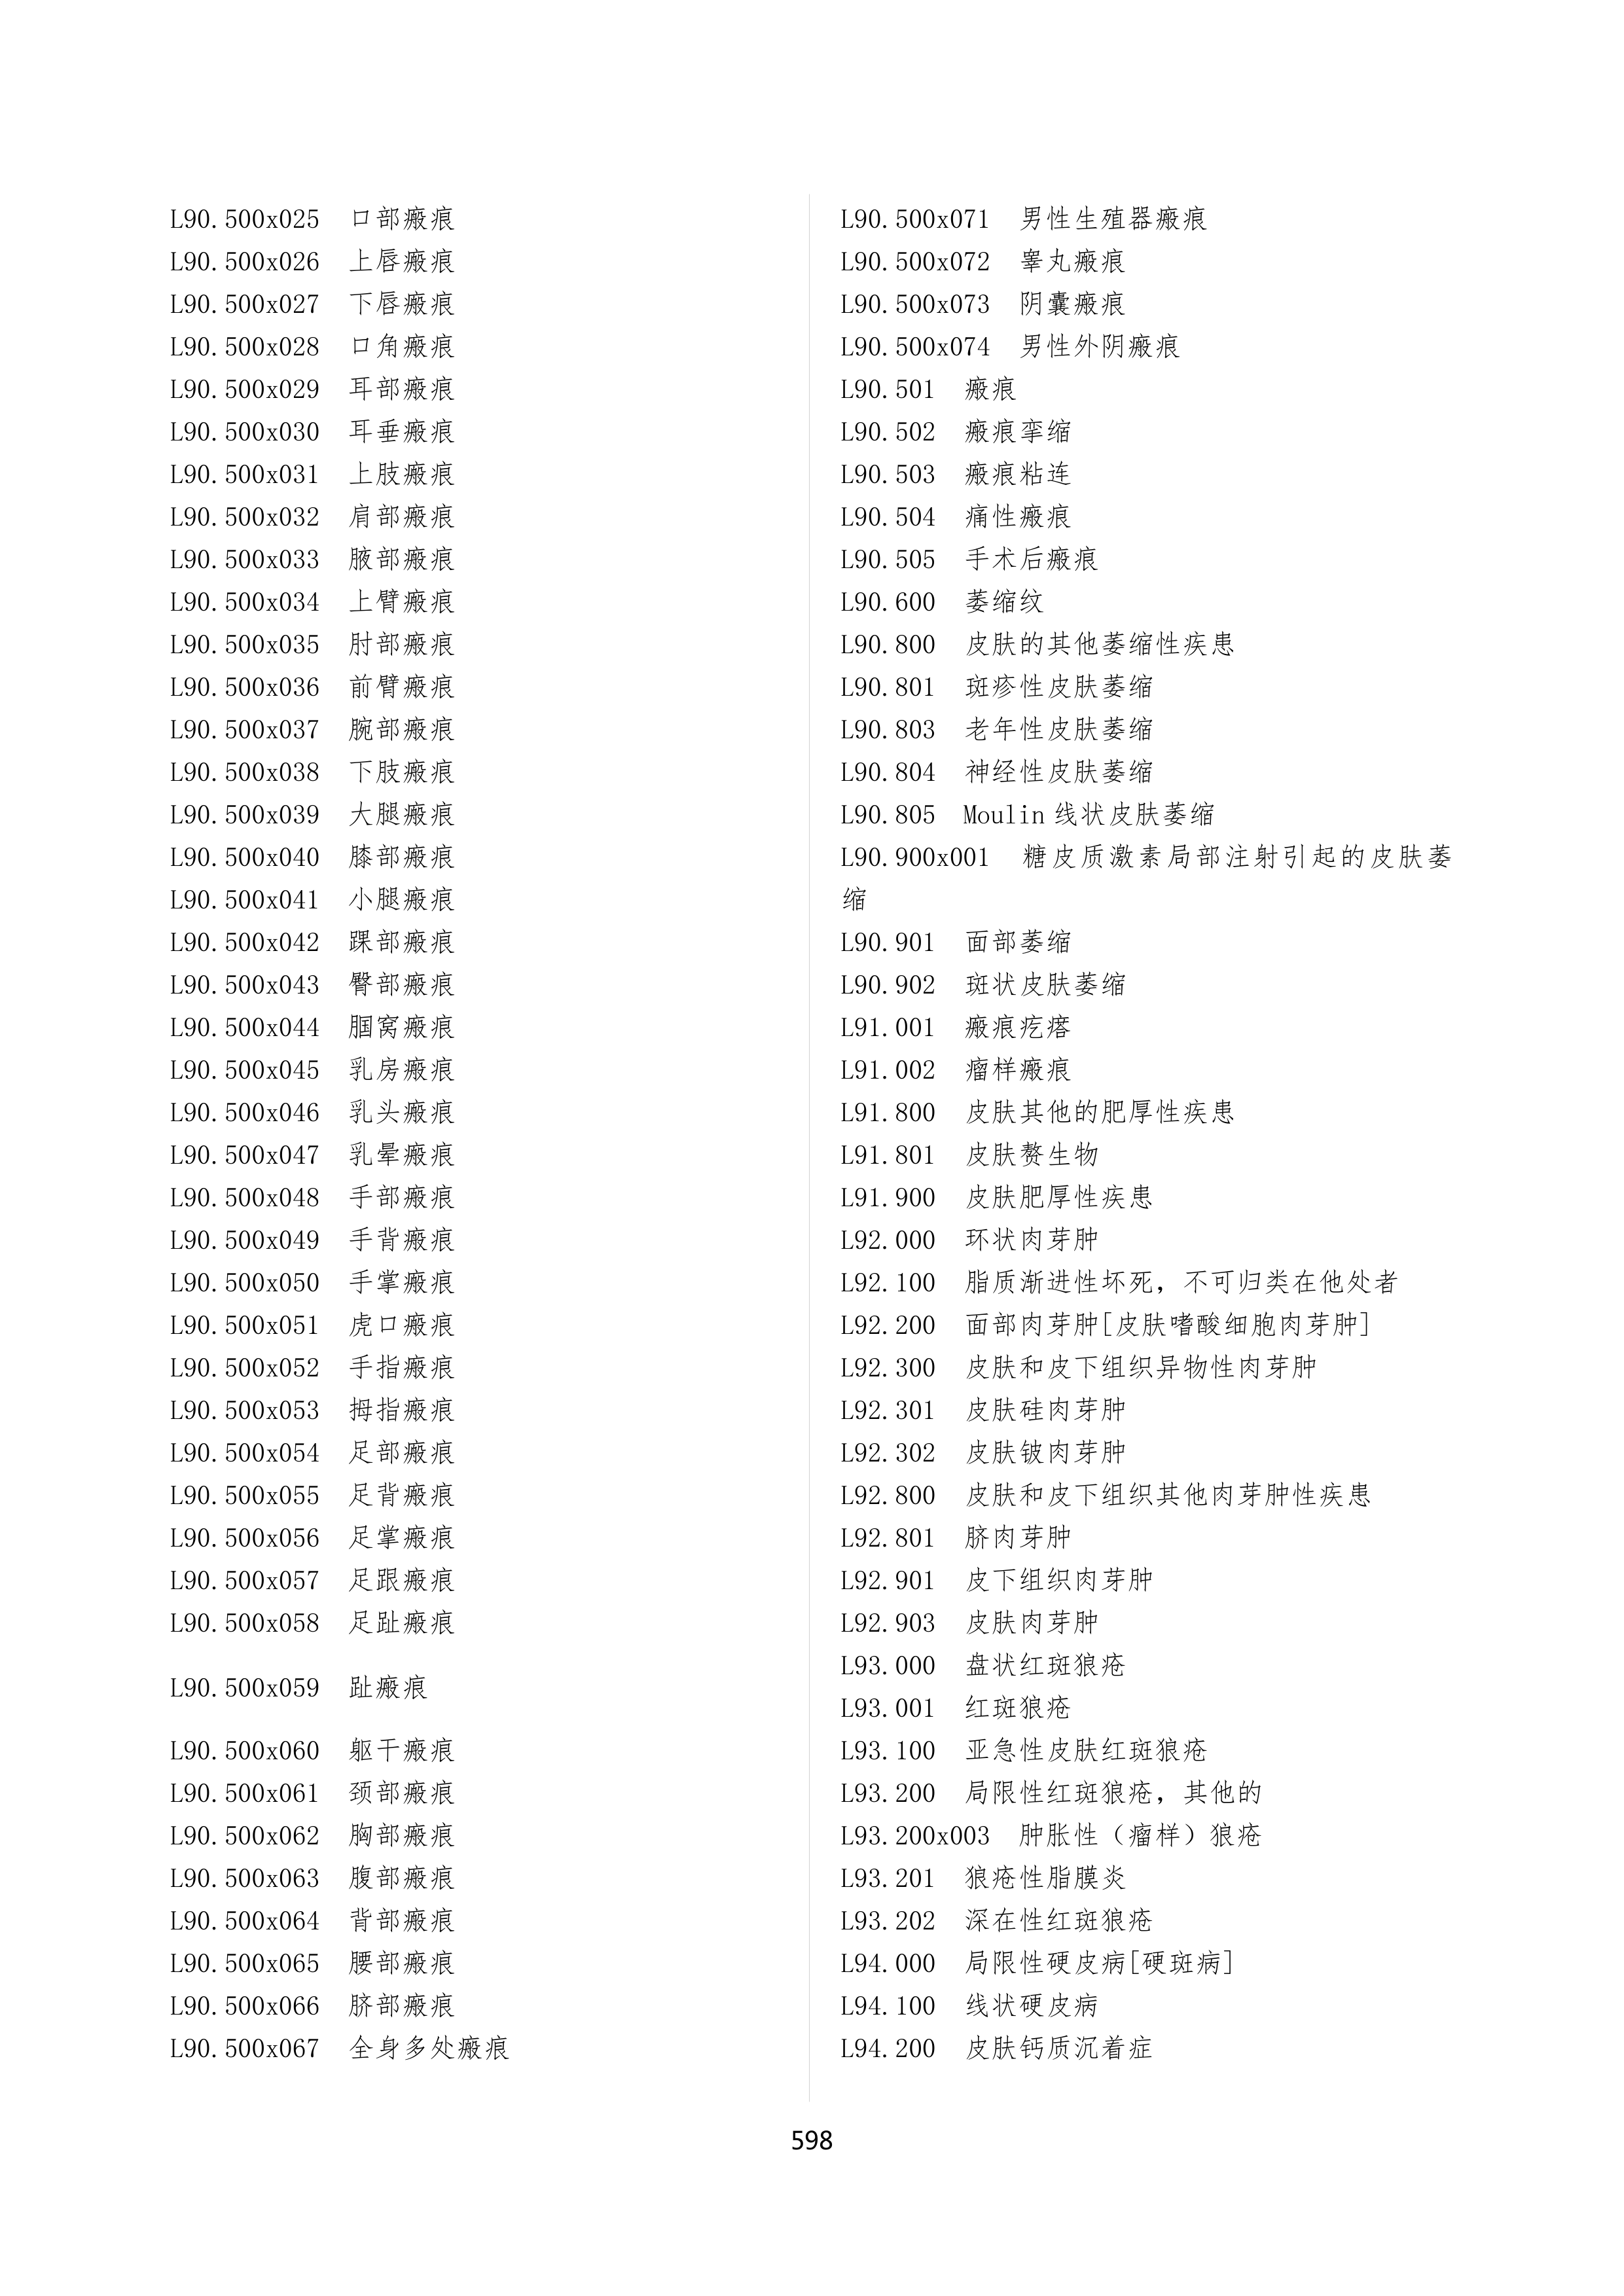 L90.500x025 口部瘢痕
L90.500x026 上唇瘢痕
L90.500x027 下唇瘢痕
L90.500x028 口角瘢痕
L90.500x029 耳部瘢痕
L90.500x030 耳垂瘢痕
L90.500x031 上肢瘢痕
L90.500x032 肩部瘢痕
L90.500x033 腋部瘢痕
L90.500x034 上臂瘢痕
L90.500x035 肘部瘢痕
L90.500x036 前臂瘢痕
L90.500x037 腕部瘢痕
L90.500x038 下肢瘢痕
L90.500x039 大腿瘢痕
L90.500x040 膝部瘢痕
L90.500x041 小腿瘢痕
L90.500x042 踝部瘢痕
L90.500x043 臀部瘢痕
L90.500x044 腘窝瘢痕
L90.500x045 乳房瘢痕
L90.500x046 乳头瘢痕
L90.500x047 乳晕瘢痕
L90.500x048 手部瘢痕
L90.500x049 手背瘢痕
L90.500x050 手掌瘢痕
L90.500x051 虎口瘢痕
L90.500x052 手指瘢痕
L90.500x053 拇指瘢痕
L90.500x054 足部瘢痕
L90.500x055 足背瘢痕
L90.500x056 足掌瘢痕
L90.500x057 足跟瘢痕
L90.500x058 足趾瘢痕
L90.500x059 趾瘢痕
L90.500x060 躯干瘢痕
L90.500x061 颈部瘢痕
L90.500x062 胸部瘢痕
L90.500x063 腹部瘢痕
L90.500x064 背部瘢痕
L90.500x065 腰部瘢痕
L90.500x066 脐部瘢痕
L90.500x067 全身多处瘢痕
L90.500x071 男性生殖器瘢痕
L90.500x072 睾丸瘢痕
L90.500x073 阴囊瘢痕
L90.500x074 男性外阴瘢痕
L90.501 瘢痕
L90.502 瘢痕挛缩
L90.503 瘢痕粘连
L90.504 痛性瘢痕
L90.505 手术后瘢痕
L90.600 萎缩纹
L90.800 皮肤的其他萎缩性疾患
L90.801 斑疹性皮肤萎缩
L90.803 老年性皮肤萎缩
L90.804 神经性皮肤萎缩
L90.805 Moulin 线状皮肤萎缩
L90.900x001 糖皮质激素局部注射引起的皮肤萎
缩
L90.901 面部萎缩
L90.902 斑状皮肤萎缩
L91.001 瘢痕疙瘩
L91.002 瘤样瘢痕
L91.800 皮肤其他的肥厚性疾患
L91.801 皮肤赘生物
L91.900 皮肤肥厚性疾患
L92.000 环状肉芽肿
L92.100 脂质渐进性坏死，不可归类在他处者
L92.200 面部肉芽肿[皮肤嗜酸细胞肉芽肿]
L92.300 皮肤和皮下组织异物性肉芽肿
L92.301 皮肤硅肉芽肿
L92.302 皮肤铍肉芽肿
L92.800 皮肤和皮下组织其他肉芽肿性疾患
L92.801 脐肉芽肿
L92.901 皮下组织肉芽肿
L92.903 皮肤肉芽肿
L93.000 盘状红斑狼疮
L93.001 红斑狼疮
L93.100 亚急性皮肤红斑狼疮
L93.200 局限性红斑狼疮，其他的
L93.200x003 肿胀性（瘤样）狼疮
L93.201 狼疮性脂膜炎
L93.202 深在性红斑狼疮
L94.000 局限性硬皮病[硬斑病]
L94.100 线状硬皮病
L94.200 皮肤钙质沉着症
598